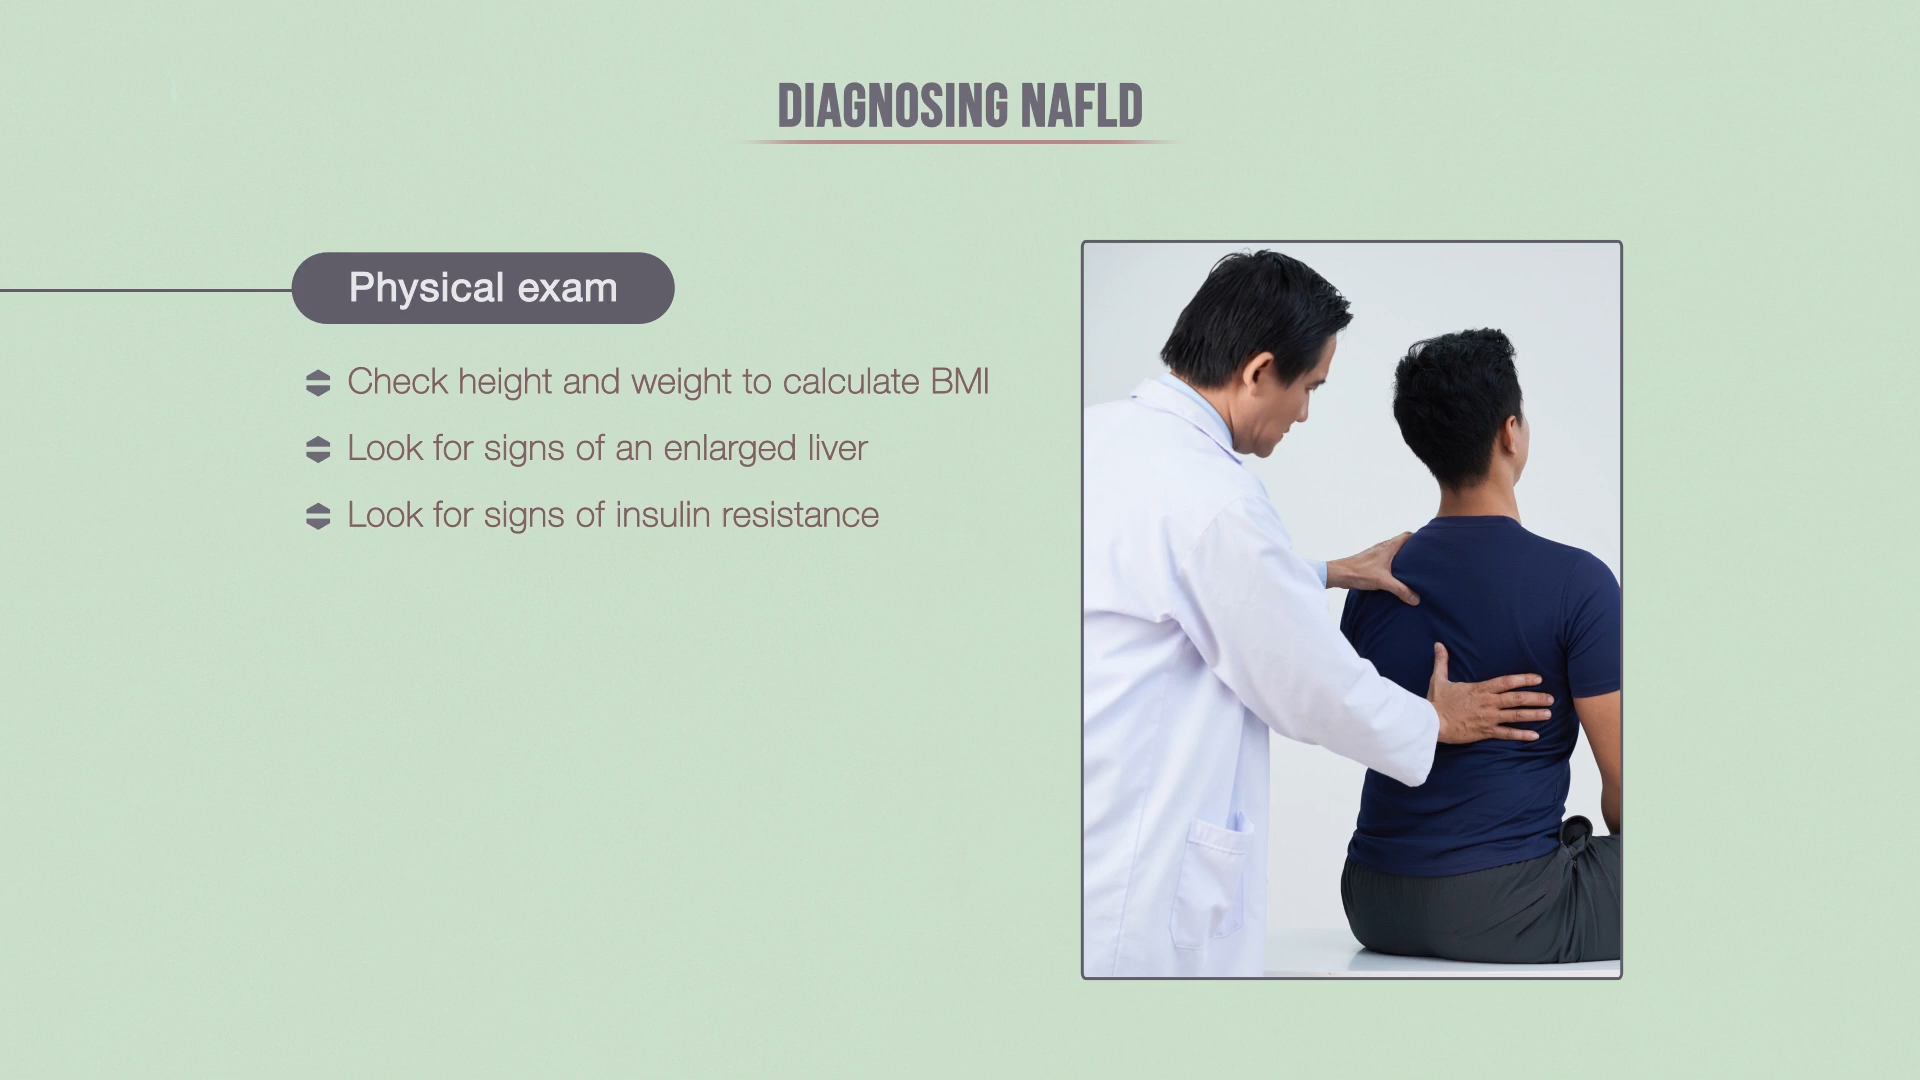 DIAGNOSING NAFLD
Physical exam
Check height and weight to calculate BMI
Look for signs of an enlarged liver
Look for signs of insulin resistance